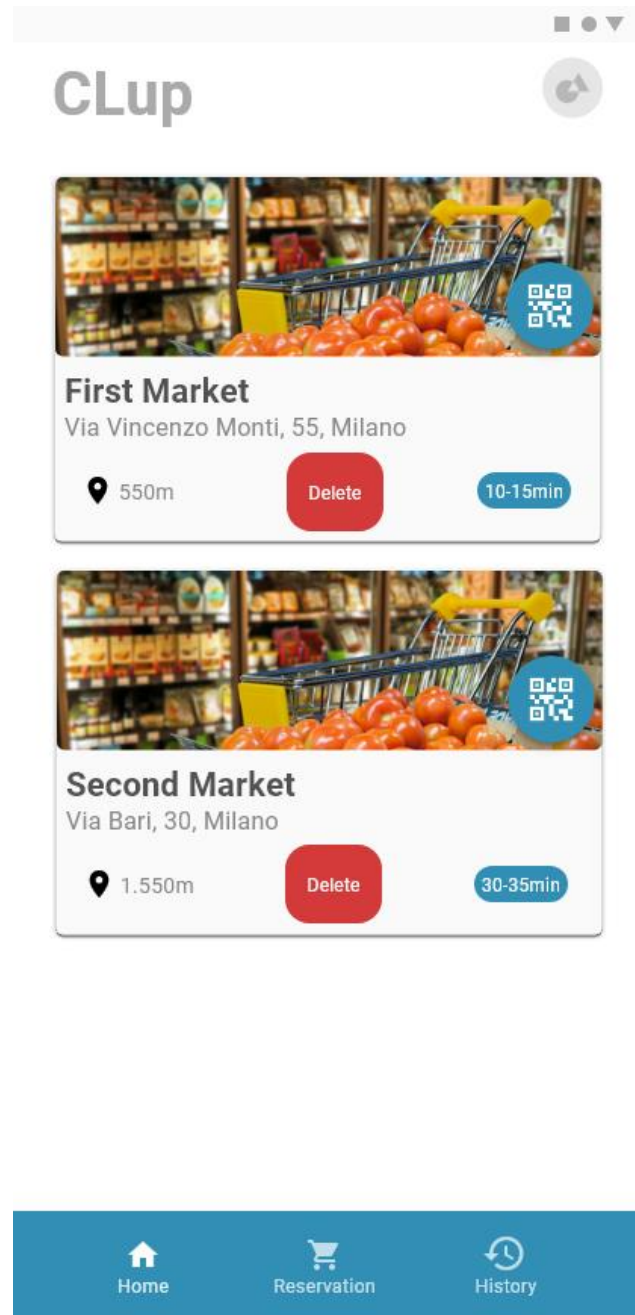 CLup
First Market
Via Vincenzo Monti, 55, Milano
550m
Delete
10-15min
Second Market
Via Bari, 30, Milano
1.550m
Delete
30-35min
Home
Reservation
History